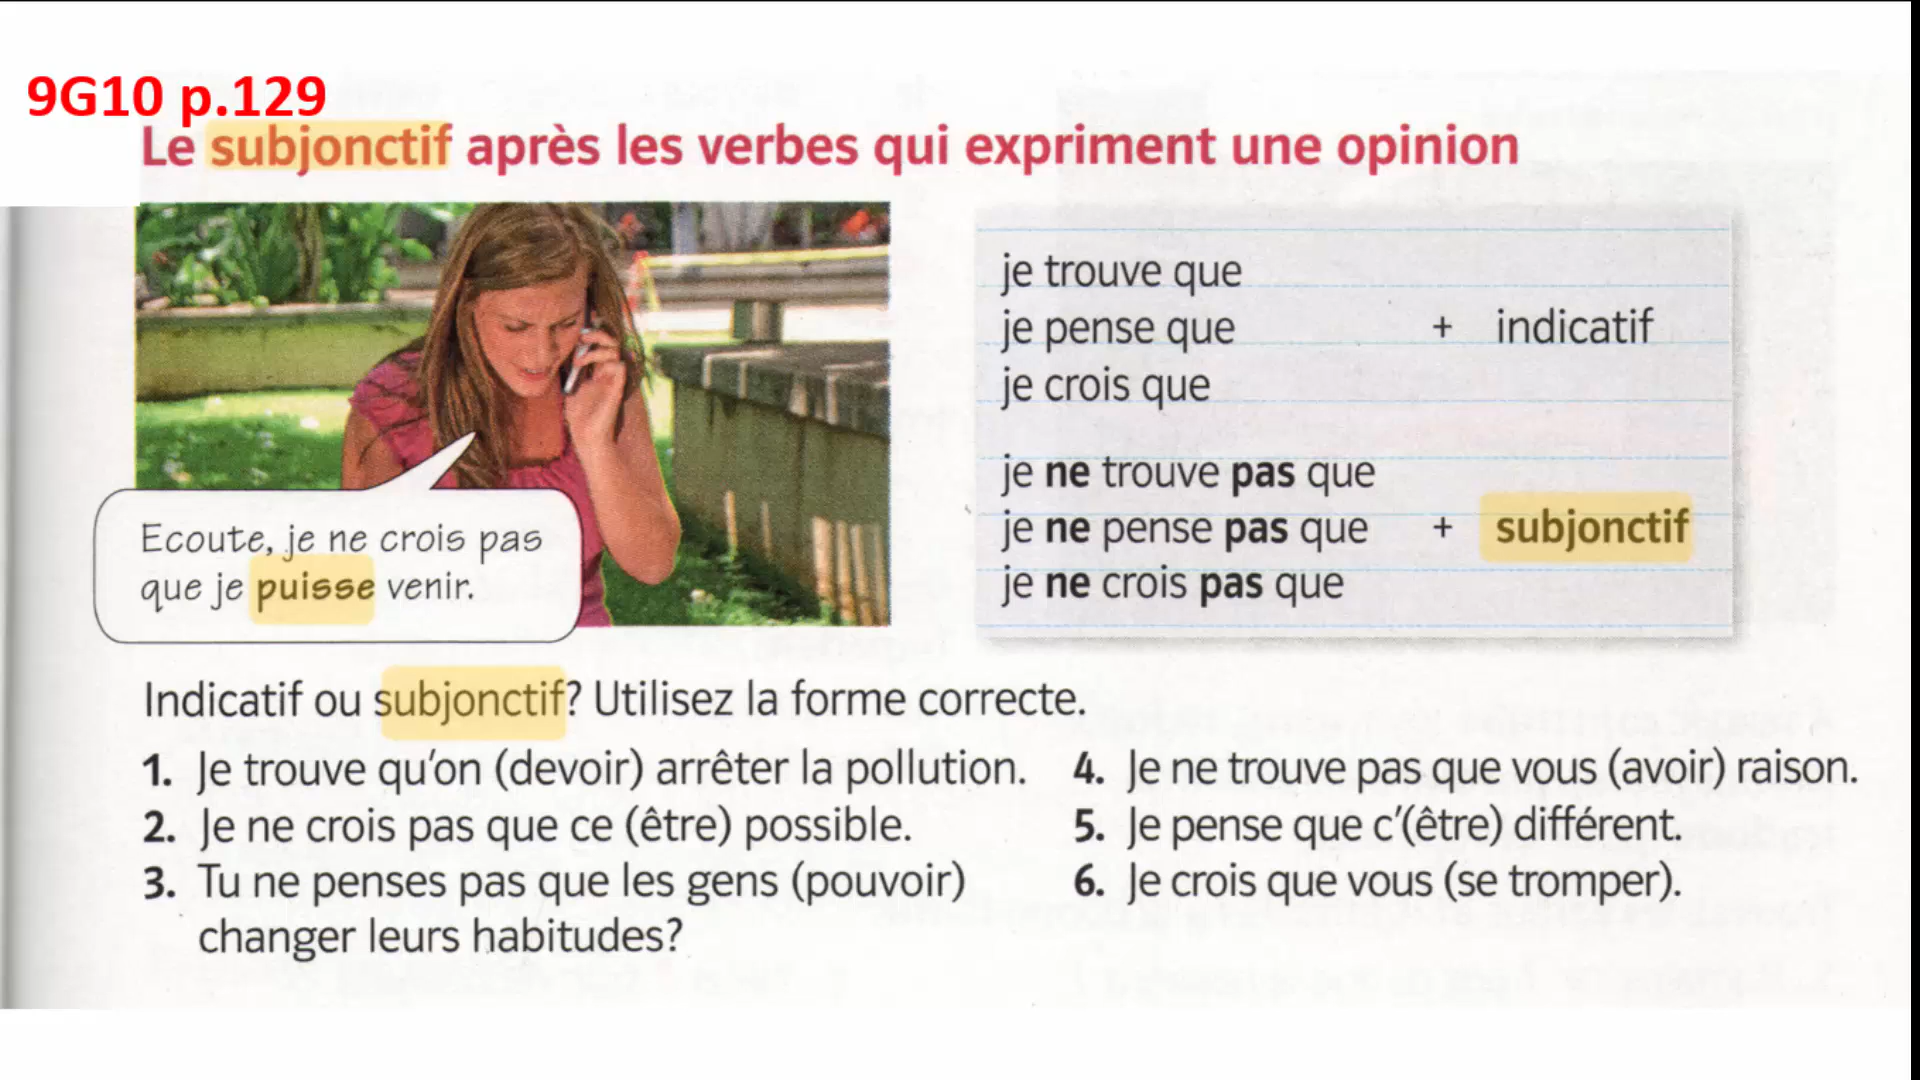 9G10 p.129
Le subjonctif après les verbes qui expriment une opinion
Ecoute, je ne crois pas
que je puisse venir.
je trouve que
je pense que + indicatif
je crois que
je ne trouve pas que
je ne pense pas que + subjonctif
je ne crois pas que
Indicatif ou subjonctif? Utilisez la forme correcte.
1. Je trouve qu'on (devoir) arrêter la pollution.
2. Je ne crois pas que ce (être) possible.
3. Tu ne penses pas que les gens (pouvoir)
changer leurs habitudes?
4. Je ne trouve pas que vous (avoir) raison.
5. Je pense que c'(être) différent.
6. Je crois que vous (se tromper).